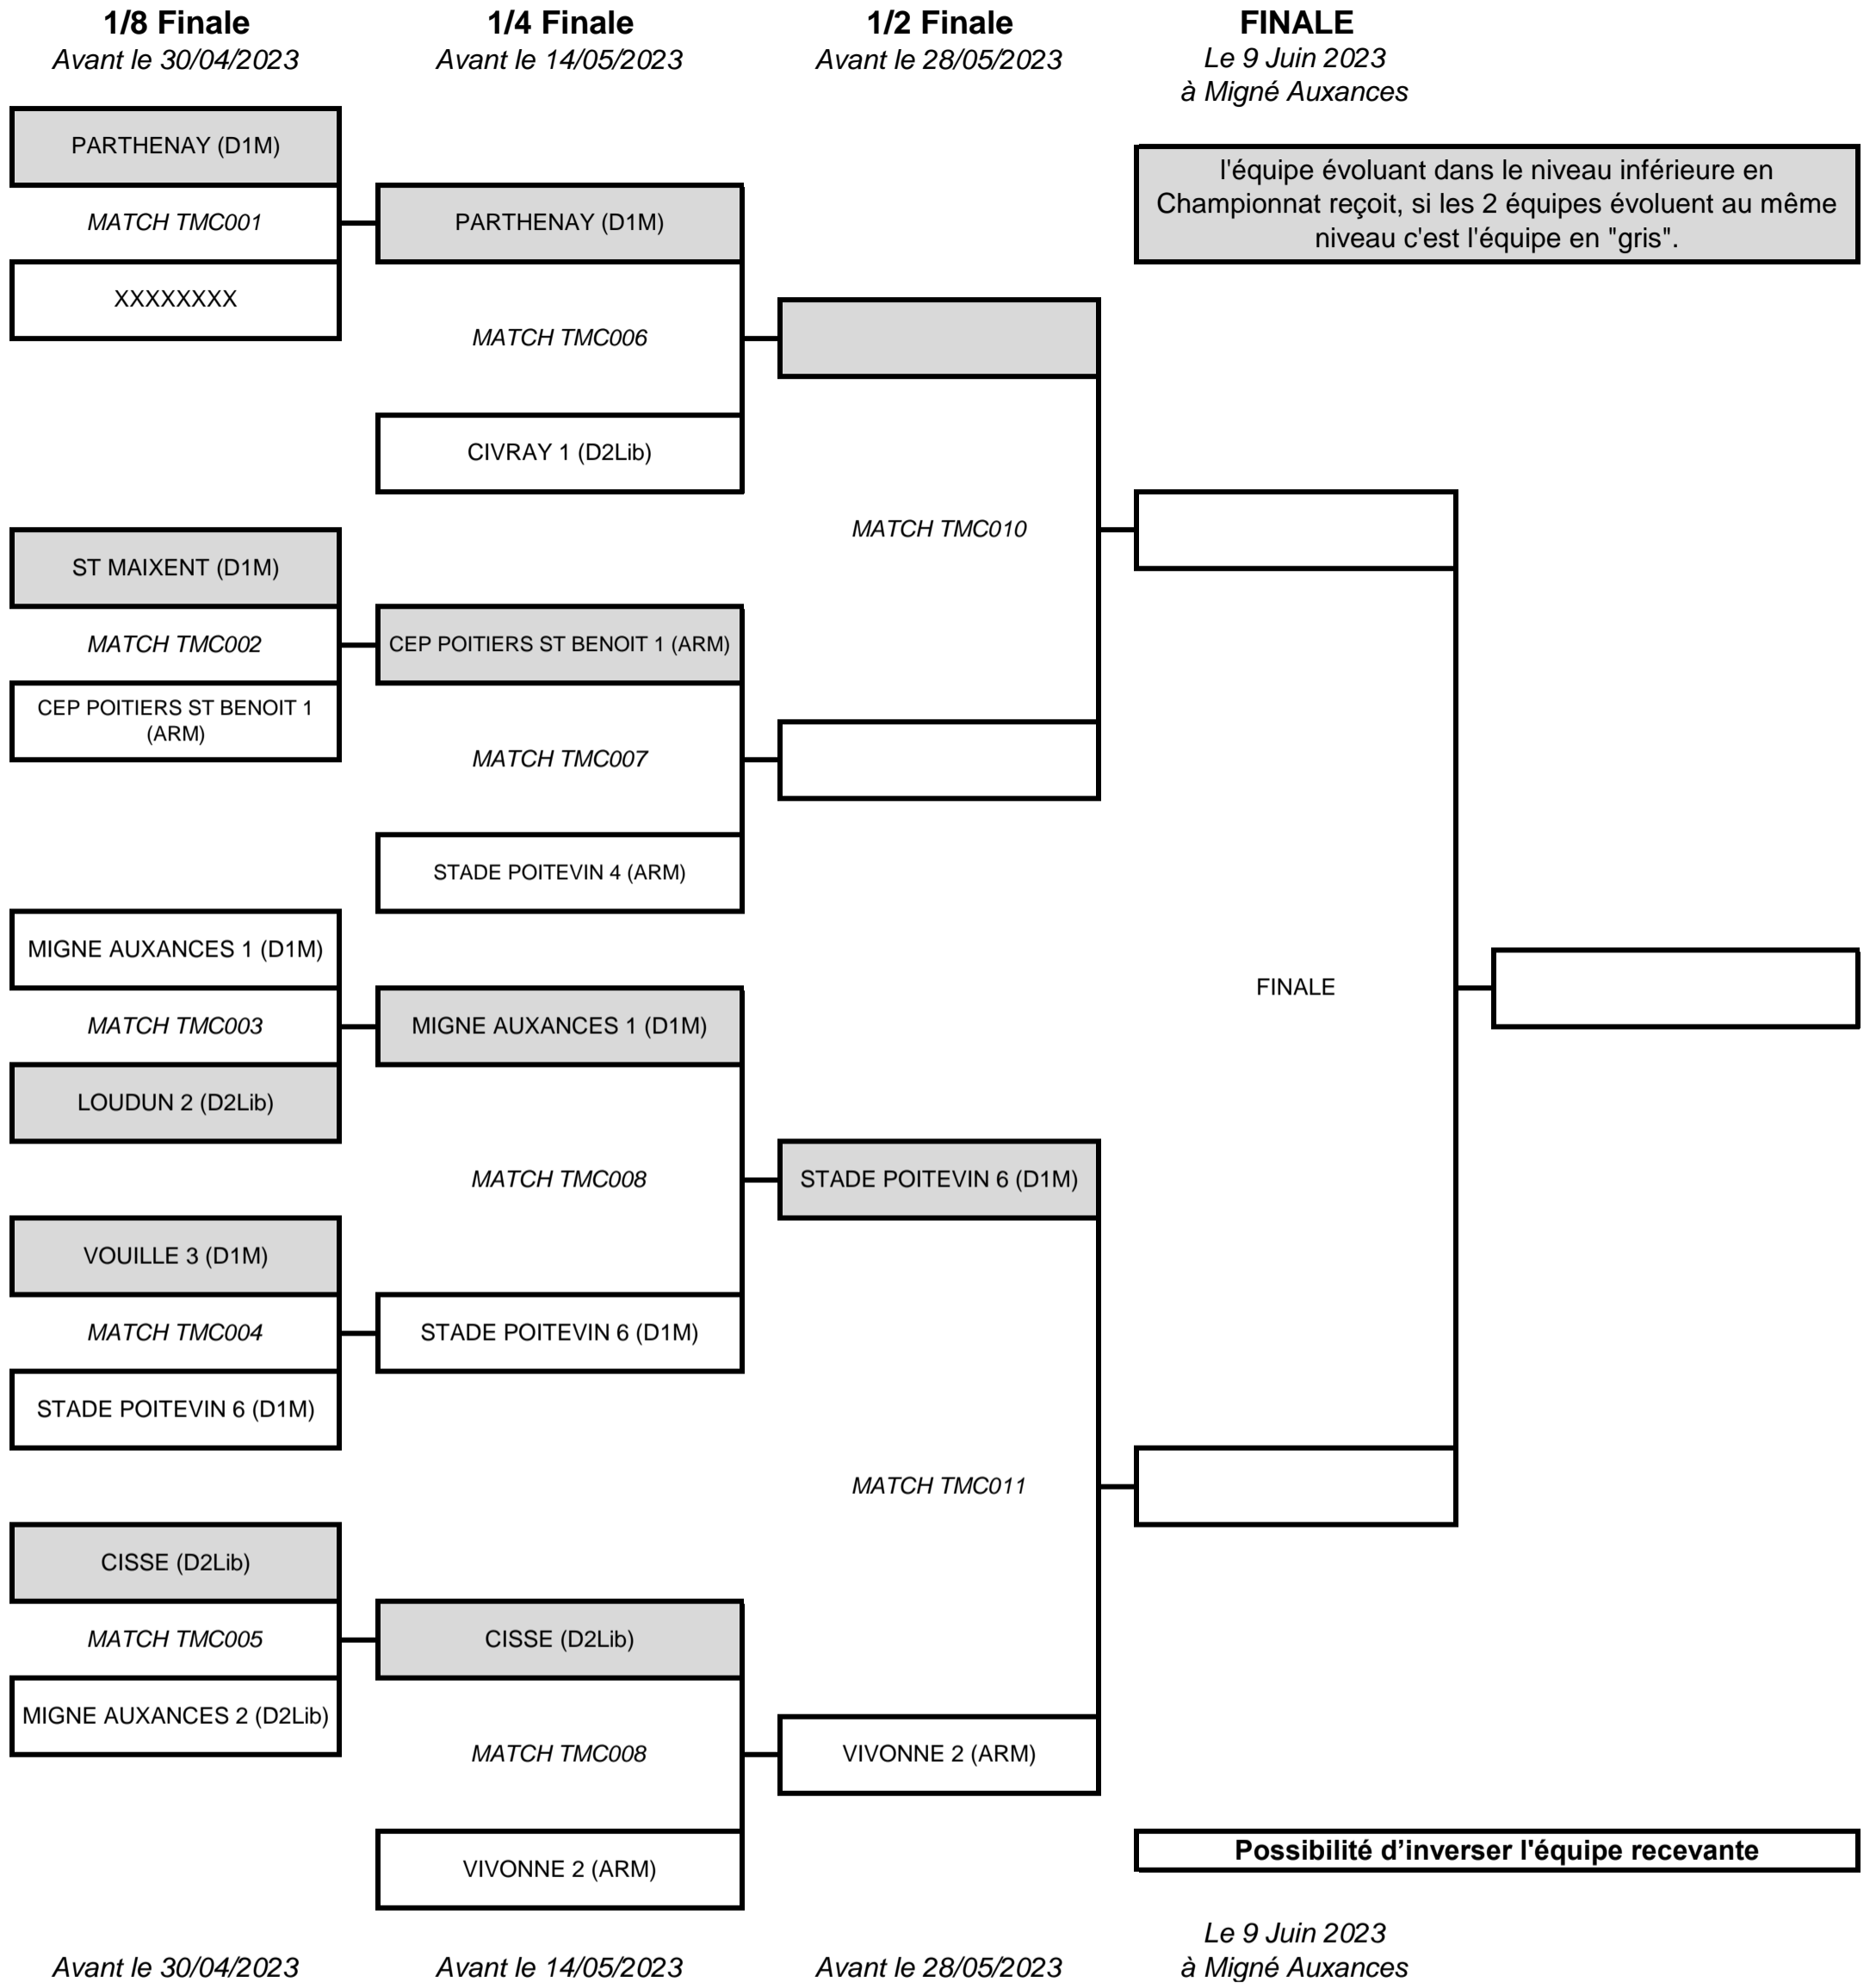 1/8 Finale
Avant le 30/04/2023
1/4 Finale
Avant le 14/05/2023
1/2 Finale
Avant le 28/05/2023
FINALE
Le 9 Juin 2023
à Migné Auxances
l'équipe évoluant dans le niveau inférieure en
Championnat reçoit, si les 2 équipes évoluent au même
niveau c'est l'équipe en "gris".
PARTHENAY (D1M)
MATCH TMC001
XXXXXXXX
ST MAIXENT (D1M)
MATCH TMC002
CEP POITIERS ST BENOIT 1
(ARM)
MIGNE AUXANCES 1 (D1M)
MATCH TMC003
LOUDUN 2 (D2Lib)
VOUILLE 3 (D1M)
MATCH TMC004
STADE POITEVIN 6 (D1M)
CISSE (D2Lib)
MATCH TMC005
MIGNE AUXANCES 2 (D2Lib)
PARTHENAY (D1M)
MATCH TMC006
CIVRAY 1 (D2Lib)
CEP POITIERS ST BENOIT 1 (ARM)
MATCH TMC007
STADE POITEVIN 4 (ARM)
MIGNE AUXANCES 1 (D1M)
MATCH TMC008
STADE POITEVIN 6 (D1M)
CISSE (D2Lib)
MATCH TMC008
VIVONNE 2 (ARM)
MATCH TMC010
STADE POITEVIN 6 (D1M)
MATCH TMC011
VIVONNE 2 (ARM)
FINALE
Possibilité d’inverser l'équipe recevante
Avant le 30/04/2023
Avant le 14/05/2023
Avant le 28/05/2023
Le 9 Juin 2023
à Migné Auxances